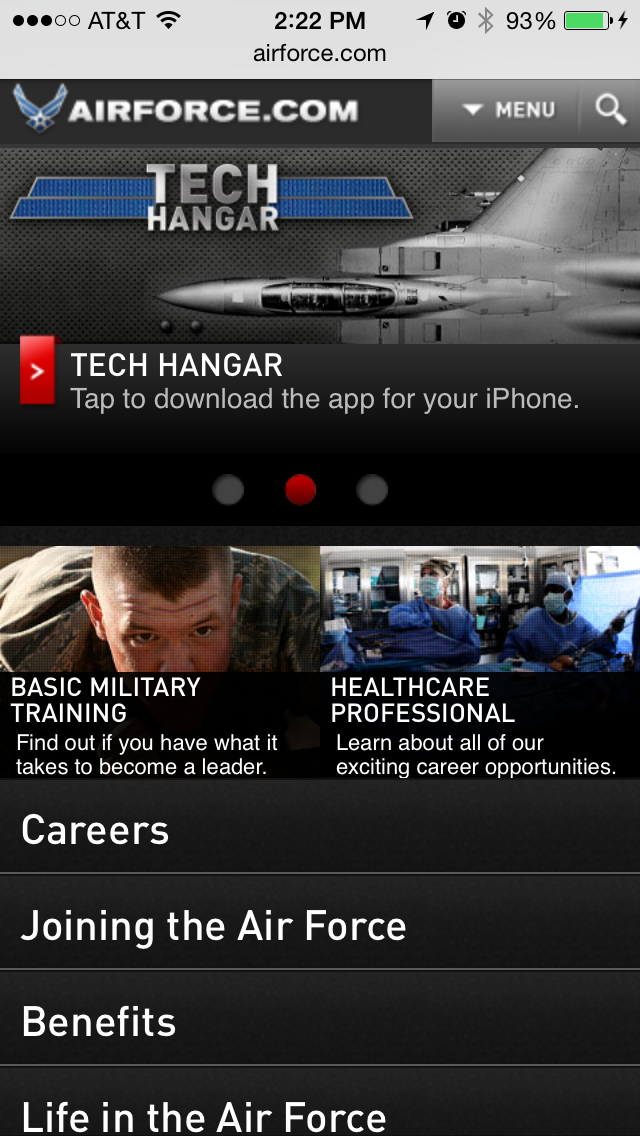 AT&T 2:22 PM 93%
airforce.com
AIRFORCE.COM MENU
TECH
HANGAR
TECH HANGAR
Tap to download the app for your iPhone.
BASIC MILITARY
TRAINING
Find out if you have what it
takes to become a leader.
HEALTHCARE
PROFESSIONAL
Learn about all of our
exciting career opportunities.
Careers
Joining the Air Force
Benefits
Life in the Air Force